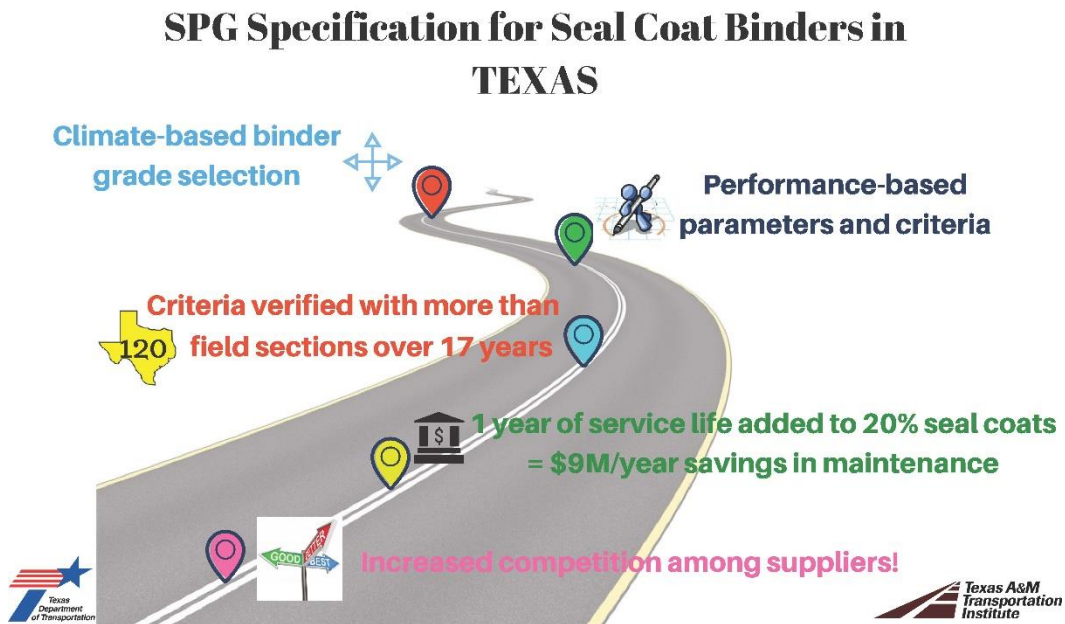 SPG Specification for Seal Coat Binders in
TEXAS
Climate-based binder
grade selection
Performance-based
parameters and criteria
Criteria verified with more than
120 field sections over 17 years
1 year of service life added to 20% seal coats
= $9M/year savings in maintenance
$
GOOD
BETTER
BEST
Increased competition among suppliers!
Texas
Department
of Transportation
Texas A&M
Transportation
Institute